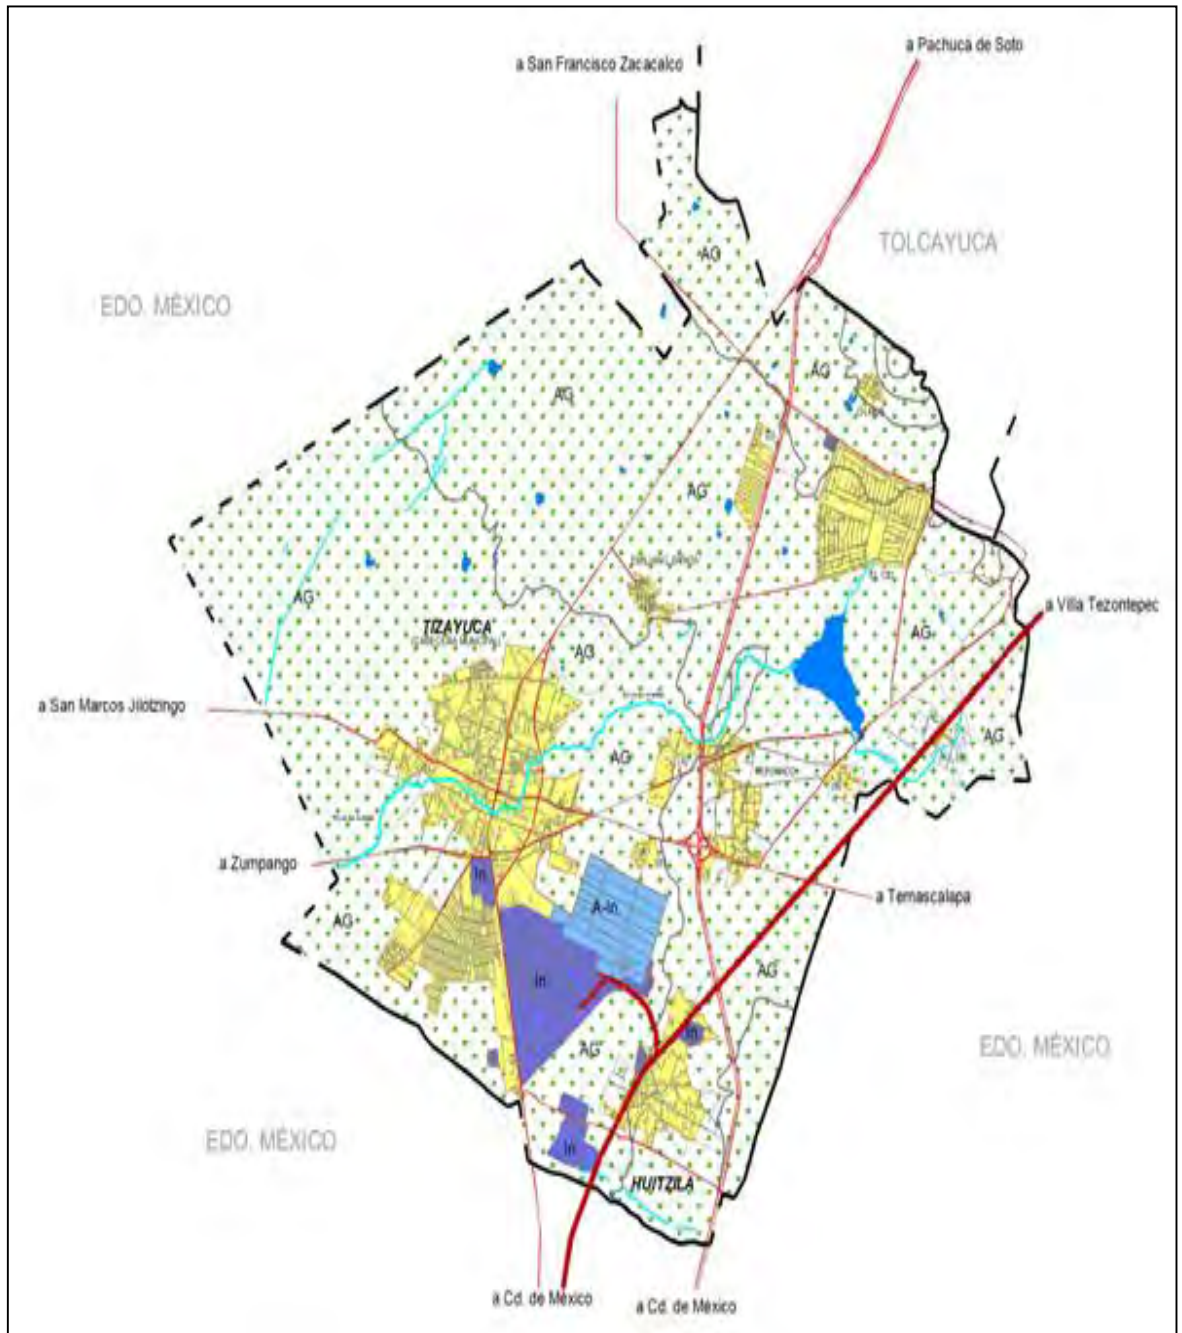 a Pachuca de Soto
a San Francisco Zacacalco
TOLCAYUCA
AG
EDO. MÉXICO
AG
AG
AG
AG
a Villa Tezontepec
TIZAYUCA
AG
AG
a San Marcos Jilotzingo
AG
AG
a Zumpango
In
A-In
a Temascalapa
AG
AG
In
In
AG
EDO. MÉXICO
EDO. MÉXICO
In
HUITZILA
a Cd. de México
a Cd. de México